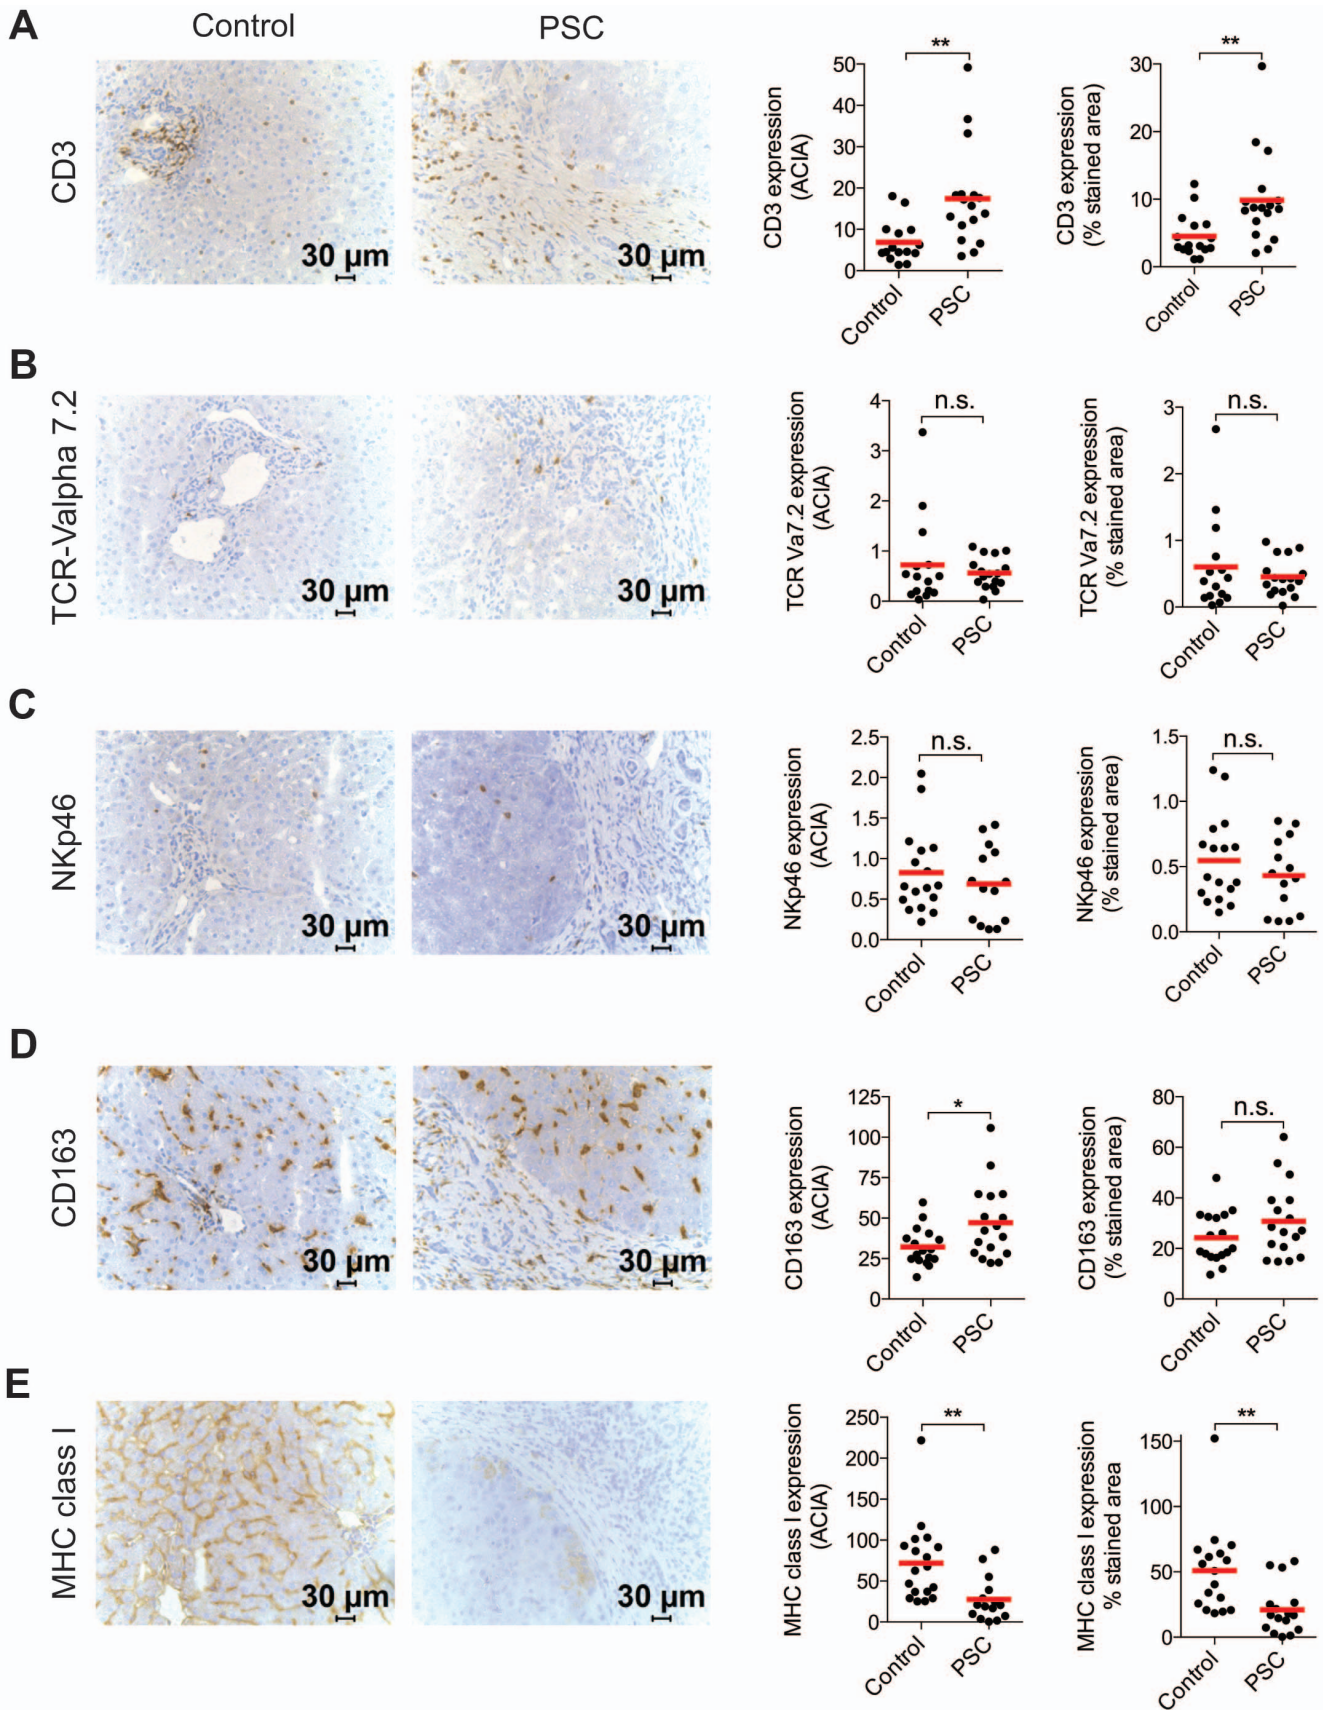 A
Control
PSC
CD3
30 µm
30 µm
CD3 expression
(ACIA)
**
50
40
30
20
10
0
Control
PSC
CD3 expression
(% stained area)
**
30
20
10
0
Control
PSC
B
TCR-Valpha 7.2
30 µm
30 µm
TCR Va7.2 expression
(ACIA)
n.s.
4
3
2
1
0
Control
PSC
TCR Va7.2 expression
(% stained area)
n.s.
3
2
1
0
Control
PSC
C
NKp46
30 µm
30 µm
NKp46 expression
(ACIA)
n.s.
2.5
2.0
1.5
1.0
0.5
0.0
Control
PSC
NKp46 expression
(% stained area)
n.s.
1.5
1.0
0.5
0.0
Control
PSC
D
CD163
30 µm
30 µm
CD163 expression
(ACIA)
*
125
100
75
50
25
0
Control
PSC
CD163 expression
(% stained area)
n.s.
80
60
40
20
0
Control
PSC
E
MHC class I
30 µm
30 µm
MHC class I expression
(ACIA)
**
250
200
150
100
50
0
Control
PSC
MHC class I expression
% stained area
**
150
100
50
0
Control
PSC